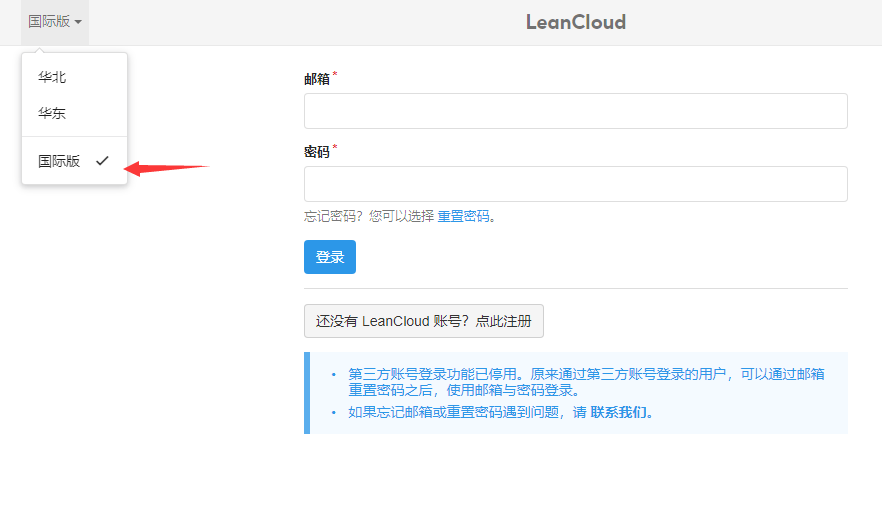 国际版
LeanCloud
华北
华东
国际版
邮箱*
密码*
忘记密码？您可以选择 重置密码。
登录
还没有 LeanCloud 账号？点此注册
• 第三方账号登录功能已停用。原来通过第三方账号登录的用户，可以通过邮箱
重置密码之后，使用邮箱与密码登录。
• 如果忘记邮箱或重置密码遇到问题，请 联系我们。